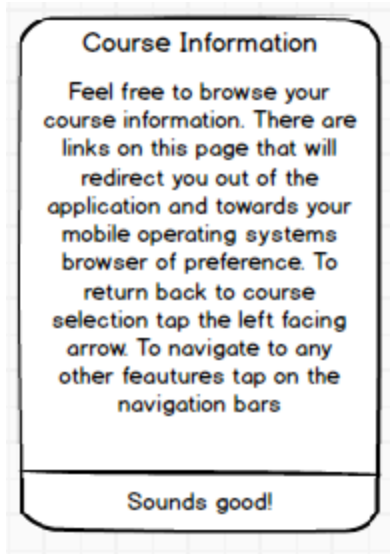 Course Information
Feel free to browse your
course information. There are
links on this page that will
redirect you out of the
application and towards your
mobile operating systems
browser of preference. To
return back to course
selection tap the left facing
arrow. To navigate to any
other feautures tap on the
navigation bars
Sounds good!